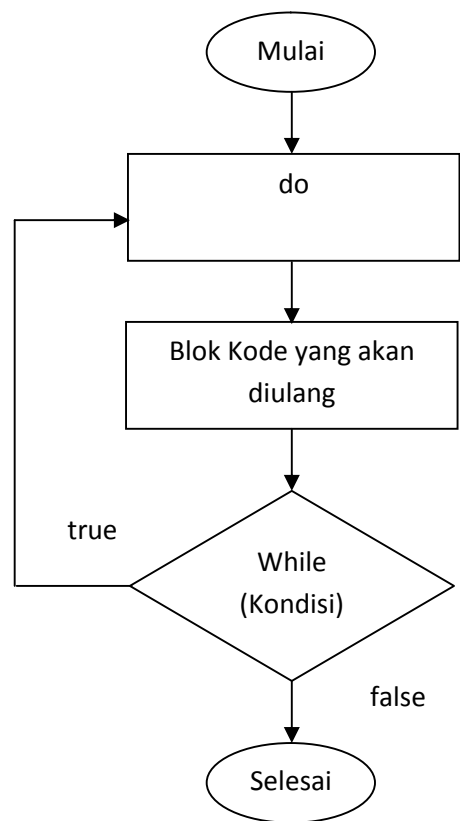 Mulai
do
Blok Kode yang akan
diulang
true
While
(Kondisi)
false
Selesai